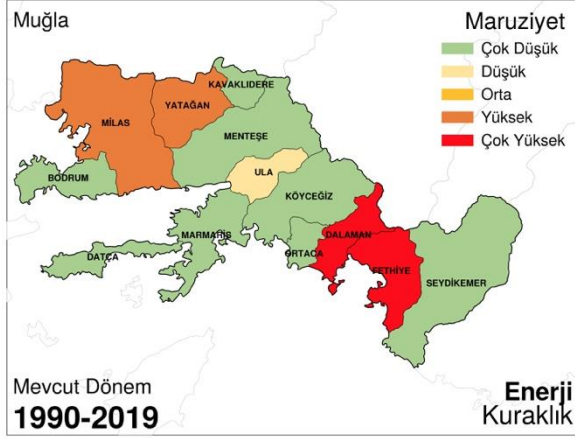 Muğla
Maruziyet
Çok Düşük
Düşük
Orta
Yüksek
Çok Yüksek
KAVAKLIDERE
YATAĞAN
MİLAS
MENTEŞE
ULA
BODRUM
KÖYCEĞİZ
MARMARİS
DALAMAN
DATÇA
ORTACA
FETHİYE
SEYDİKEMER
Mevcut Dönem
1990-2019
Enerji
Kuraklık